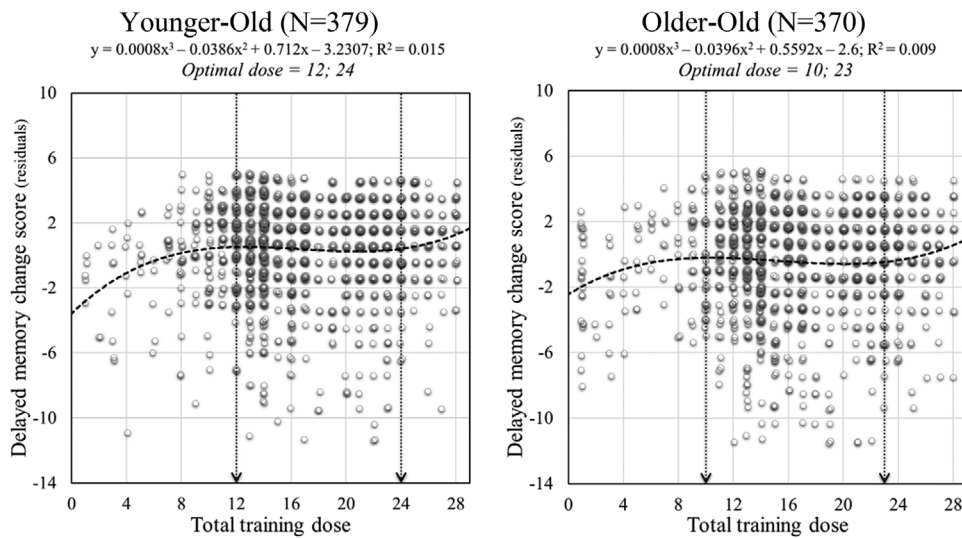 Younger-Old (N=379)
y = 0.0008x³ – 0.0386x² + 0.712x – 3.2307; R² = 0.015
Optimal dose = 12; 24
Delayed memory change score (residuals)
10
6
2
-2
-6
-10
-14
0 4 8 12 16 20 24 28
Total training dose
Older-Old (N=370)
y = 0.0008x³ – 0.0396x² + 0.5592x – 2.6; R² = 0.009
Optimal dose = 10; 23
Delayed memory change score (residuals)
10
6
2
-2
-6
-10
-14
0 4 8 12 16 20 24 28
Total training dose